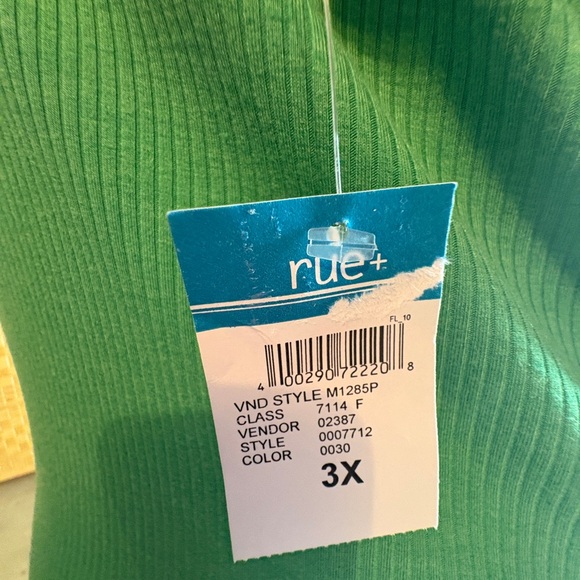 rue+
FL_10
4 00290 72220 8
VND STYLE M1285P
CLASS 7114 F
VENDOR 02387
STYLE 0007712
COLOR 0030
3X